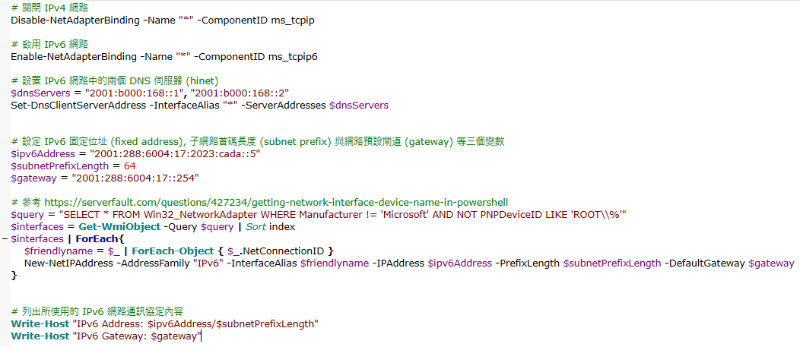 # 關閉 IPv4 網路
Disable-NetAdapterBinding -Name "*" -ComponentID ms_tcpip
# 啟用 IPv6 網路
Enable-NetAdapterBinding -Name "*" -ComponentID ms_tcpip6
# 設置 IPv6 網路中的兩個 DNS 伺服器 (hinet)
$dnsServers = "2001:b000:168::1", "2001:b000:168::2"
Set-DnsClientServerAddress -InterfaceAlias "*" -ServerAddresses $dnsServers
# 設定 IPv6 固定位址 (fixed address), 子網路首碼長度 (subnet prefix) 與網路預設閘道 (gateway) 等三個變數
$ipv6Address = "2001:288:6004:17:2023:cada::5"
$subnetPrefixLength = 64
$gateway = "2001:288:6004:17::254"
# 參考 https://serverfault.com/questions/427234/getting-network-interface-device-name-in-powershell
$query = "SELECT * FROM Win32_NetworkAdapter WHERE Manufacturer != 'Microsoft' AND NOT PNPDeviceID LIKE 'ROOT\\%'"
$interfaces = Get-WmiObject -Query $query | Sort index
$interfaces | ForEach{
$friendlyname = $_ | ForEach-Object { $_.NetConnectionID }
New-NetIPAddress -AddressFamily "IPv6" -InterfaceAlias $friendlyname -IPAddress $ipv6Address -PrefixLength $subnetPrefixLength -DefaultGateway $gateway
}
# 列出所使用的 IPv6 網路通訊協定內容
Write-Host "IPv6 Address: $ipv6Address/$subnetPrefixLength"
Write-Host "IPv6 Gateway: $gateway"